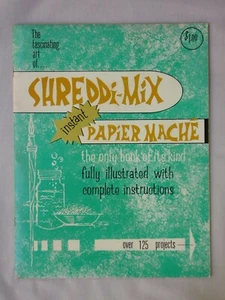 The
fascinating
art
of...
$1.00
SHREDDI-MIX
instant
PAPIER MACHÉ
the only book of its kind
fully illustrated with
complete instructions
over 125 projects